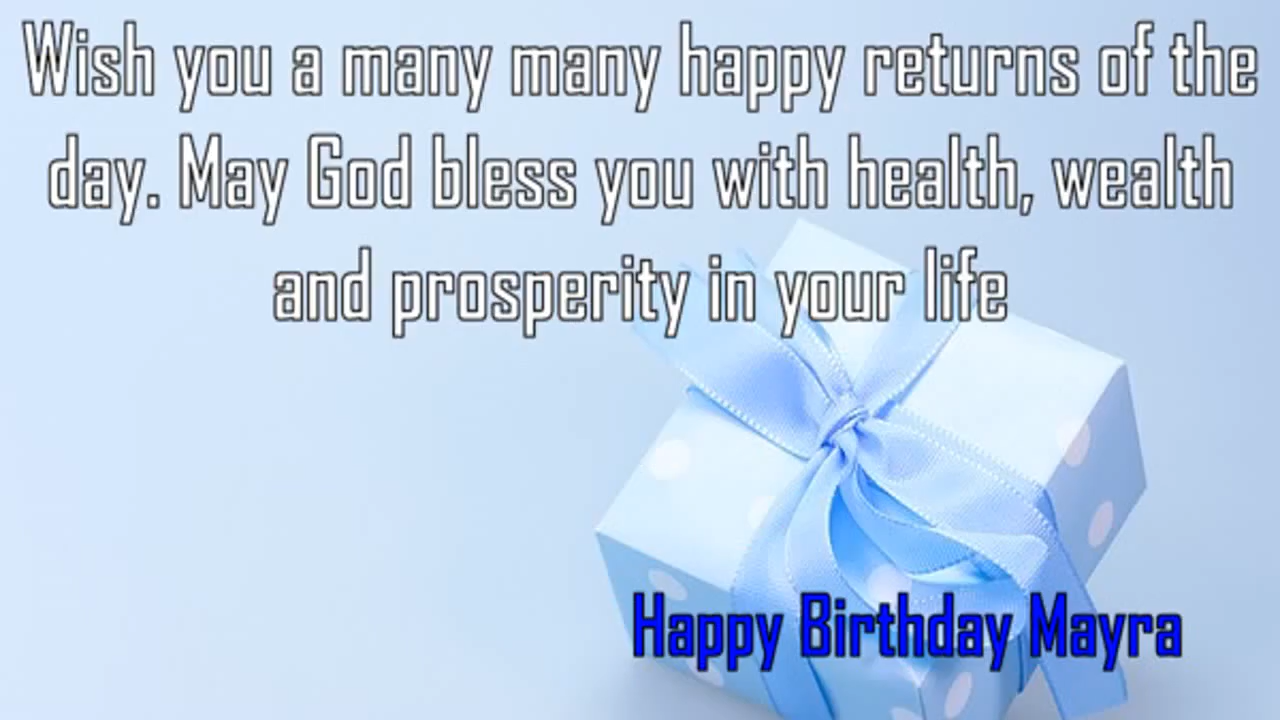 Wish you a many many happy returns of the
day. May God bless you with health, wealth
and prosperity in your life
Happy Birthday Mayra